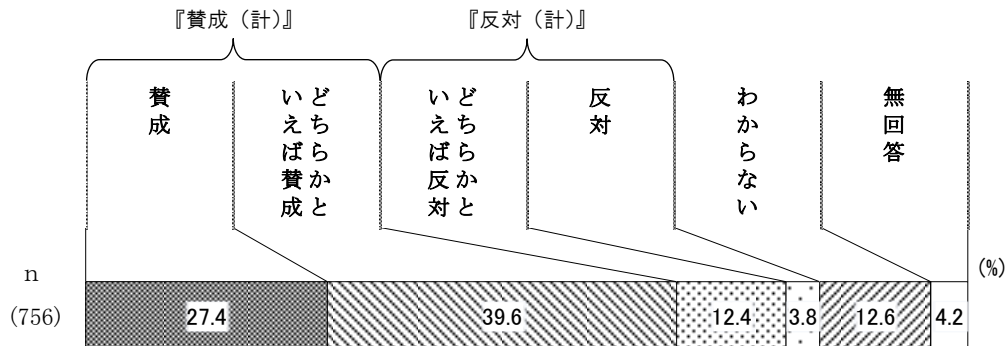 『賛成（計）』
『反対（計）』
賛成
どちらかと
いえば賛成
どちらかと
いえば反対
反対
わからない
無回答
(%)
n
(756)
27.4
39.6
12.4
3.8
12.6
4.2